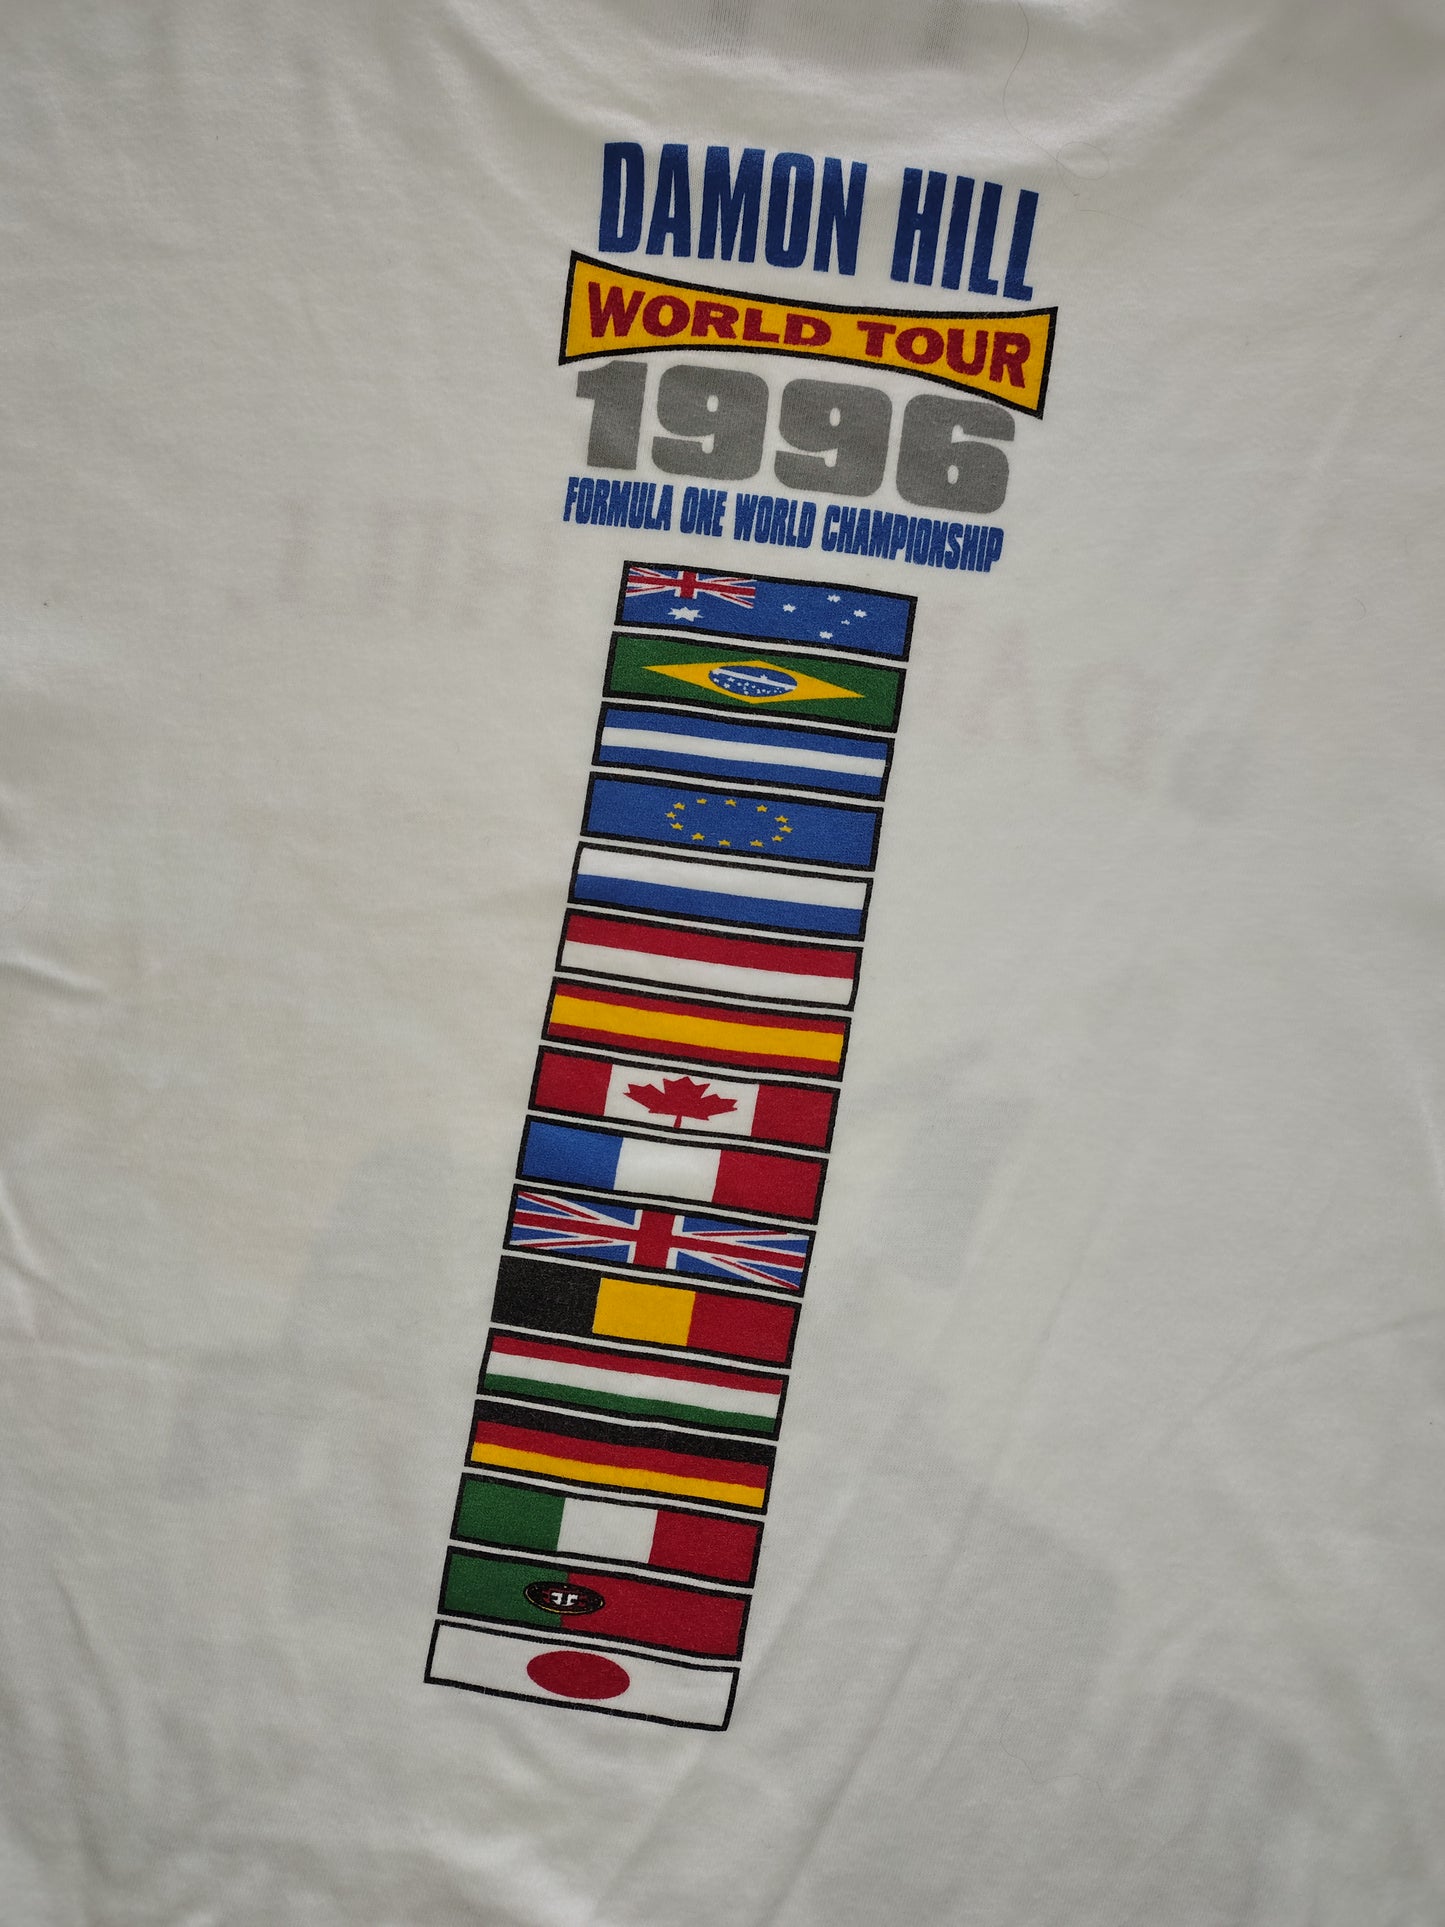 DAMON HILL
WORLD TOUR
1996
FORMULA ONE WORLD CHAMPIONSHIP